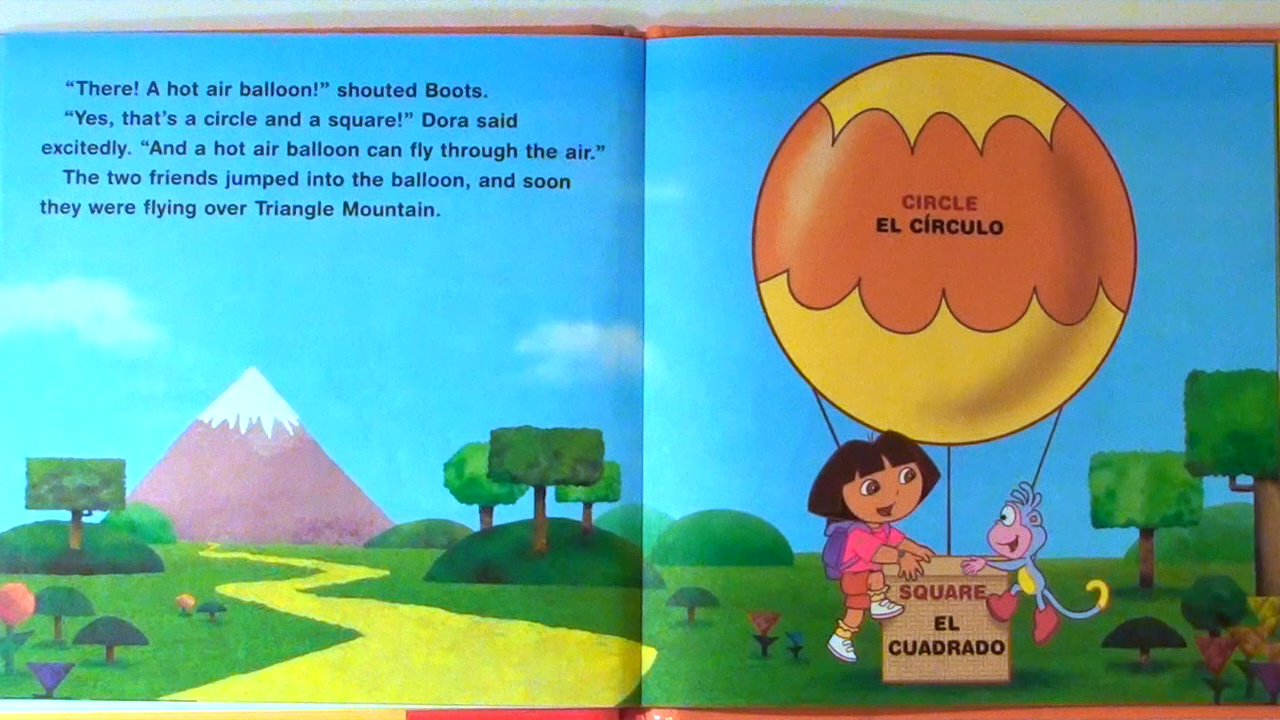 “There! A hot air balloon!” shouted Boots.
“Yes, that’s a circle and a square!” Dora said
excitedly. “And a hot air balloon can fly through the air.”
The two friends jumped into the balloon, and soon
they were flying over Triangle Mountain.
CIRCLE
EL CÍRCULO
SQUARE
EL
CUADRADO